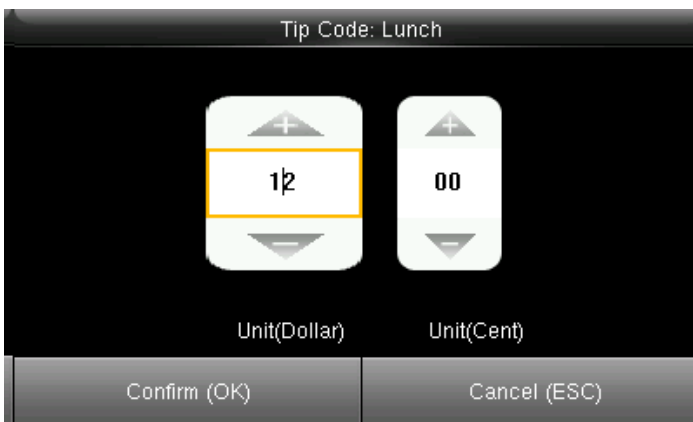 Tip Code: Lunch
+ +
12 00
- -
Unit(Dollar) Unit(Cent)
Confirm (OK) Cancel (ESC)